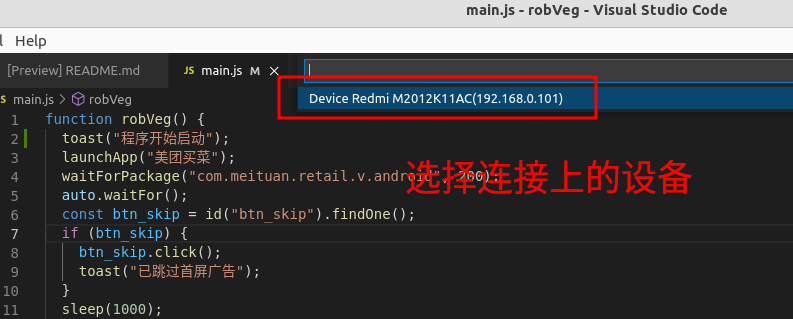 main.js - robVeg - Visual Studio Code
Help
[Preview] README.md
JS main.js M ×
Device Redmi M2012K11AC(192.168.0.101)
main.js > robVeg
1 function robVeg() {
2 toast("程序开始启动");
3 launchApp("美团买菜");
4 waitForPackage("com.meituan.retail.v.android", 200);
选择连接上的设备
5 auto.waitFor();
6 const btn_skip = id("btn_skip").findOne();
7 if (btn_skip) {
8 btn_skip.click();
9 toast("已跳过首屏广告");
10 }
11 sleep(1000);